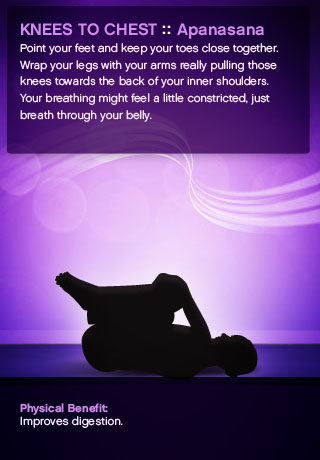 KNEES TO CHEST :: Apanasana
Point your feet and keep your toes close together.
Wrap your legs with your arms really pulling those
knees towards the back of your inner shoulders.
Your breathing might feel a little constricted, just
breath through your belly.
Physical Benefit:
Improves digestion.